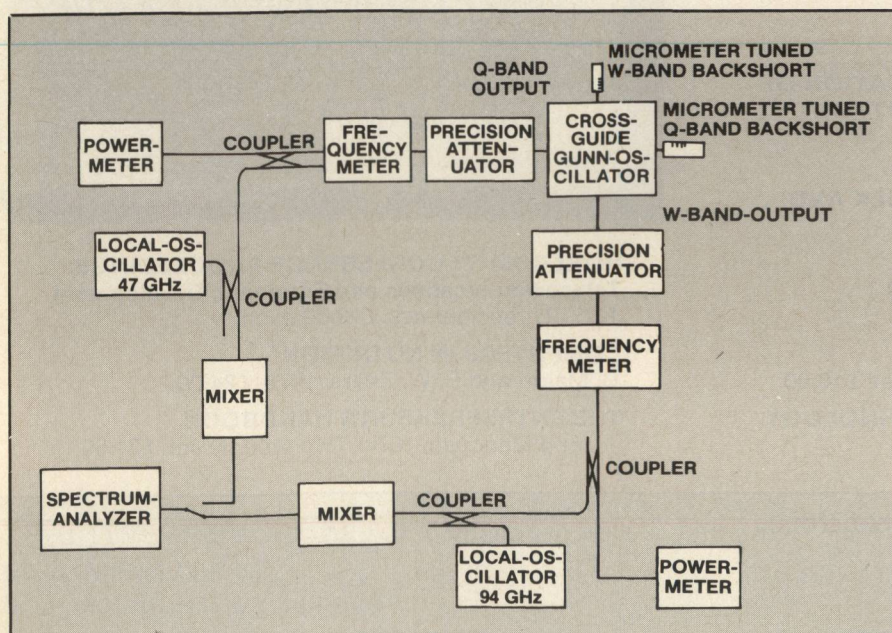 MICROMETER TUNED
W-BAND BACKSHORT
Q-BAND
OUTPUT
MICROMETER TUNED
Q-BAND BACKSHORT
POWER-
METER
COUPLER
FRE-
QUENCY
METER
PRECISION
ATTEN-
UATOR
CROSS-
GUIDE
GUNN-OS-
CILLATOR
W-BAND-OUTPUT
LOCAL-OS-
CILLATOR
47 GHz
COUPLER
PRECISION
ATTENUATOR
FREQUENCY
METER
MIXER
COUPLER
SPECTRUM-
ANALYZER
MIXER
COUPLER
LOCAL-OS-
CILLATOR
94 GHz
POWER-
METER